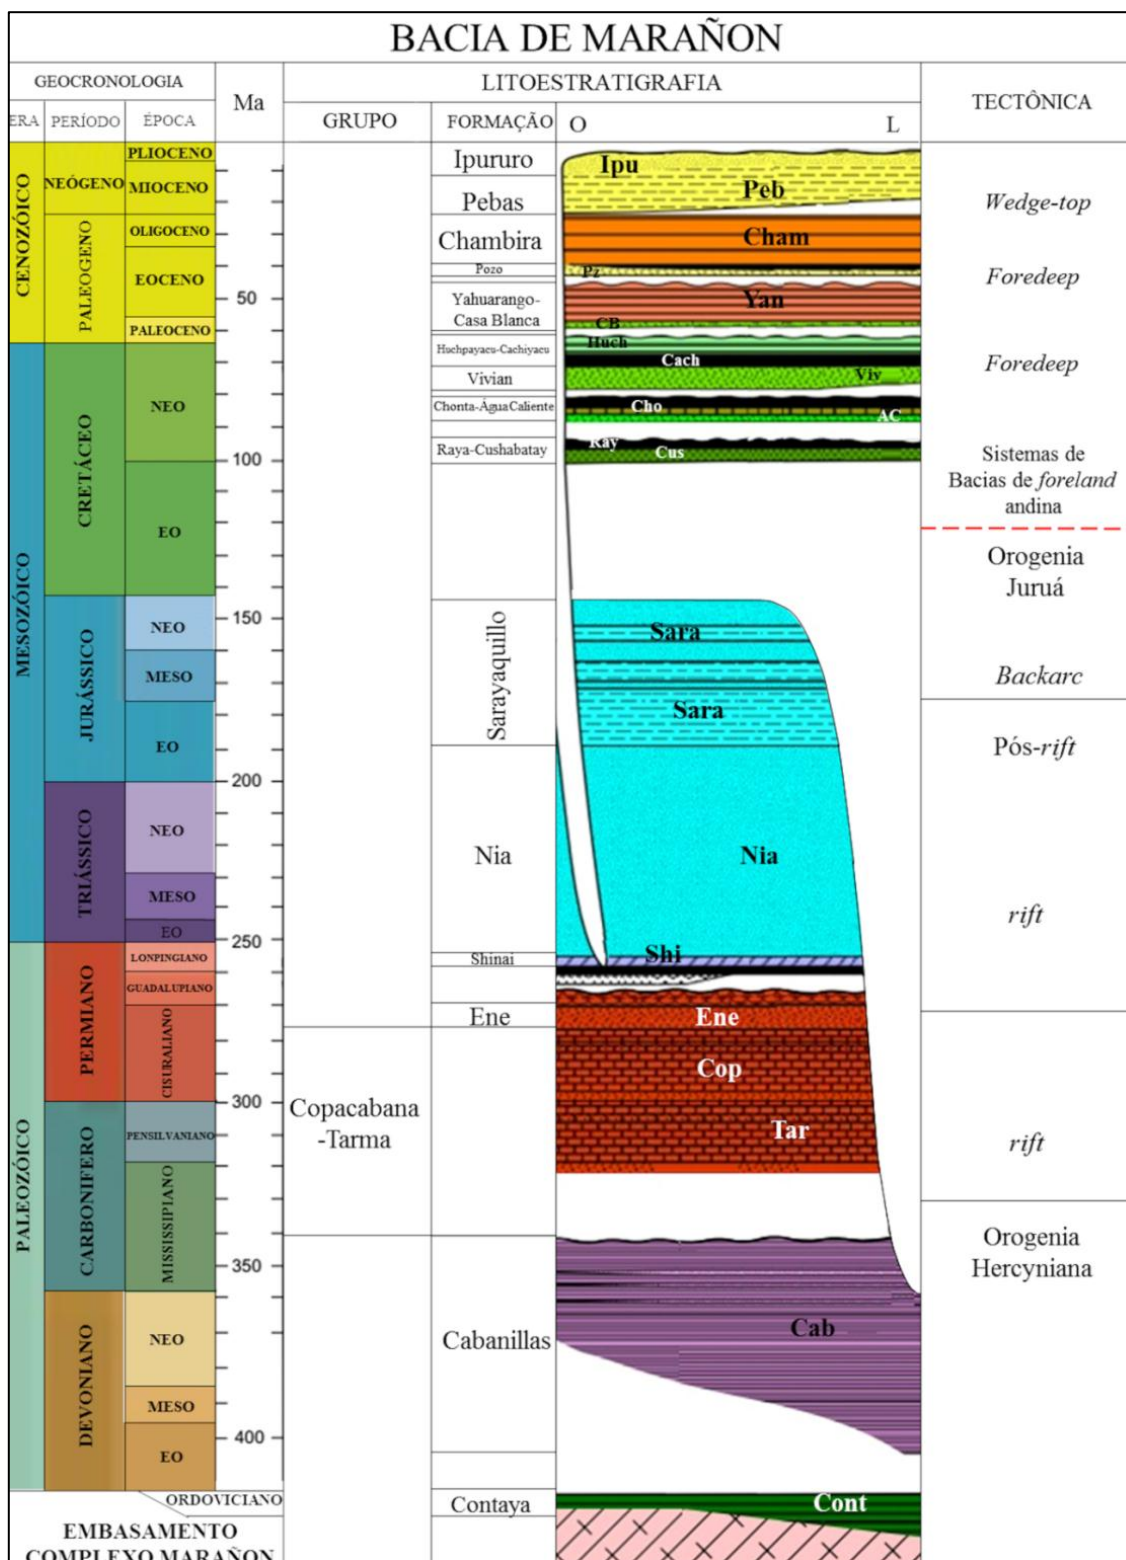 BACIA DE MARAÑON
GEOCRONOLOGIA
Ma
LITOESTRATIGRAFIA
TECTÔNICA
ERA
PERÍODO
ÉPOCA
GRUPO
FORMAÇÃO
O
L
CENOZÓICO
MESOZÓICO
PALEOZÓICO
NEÓGENO
PALEOGENO
CRETÁCEO
JURÁSSICO
TRIÁSSICO
PERMIANO
CARBONIFERO
DEVONIANO
PLIOCENO
MIOCENO
OLIGOCENO
EOCENO
PALEOCENO
NEO
EO
NEO
MESO
EO
NEO
MESO
EO
LONPINGIANO
GUADALUPIANO
CISURALIANO
PENSILVANIANO
MISSISSIPIANO
NEO
MESO
EO
ORDOVICIANO
EMBASAMENTO
COMPLEXO MARAÑON
50
100
150
200
250
300
350
400
Copacabana
-Tarma
Ipururo
Pebas
Chambira
Pozo
Yahuarango-
Casa Blanca
Huchpayacu-Cachiyacu
Vivian
Chonta-Água Caliente
Raya-Cushabatay
Sarayaquillo
Nia
Shinai
Ene
Cabanillas
Contaya
Ipu
Peb
Cham
Pz
Yan
CB
Huch
Cach
Viv
Cho
AC
Ray
Cus
Sara
Sara
Nia
Shi
Ene
Cop
Tar
Cab
Cont
Wedge-top
Foredeep
Foredeep
Sistemas de
Bacias de foreland
andina
Orogenia
Juruá
Backarc
Pós-rift
rift
rift
Orogenia
Hercyniana